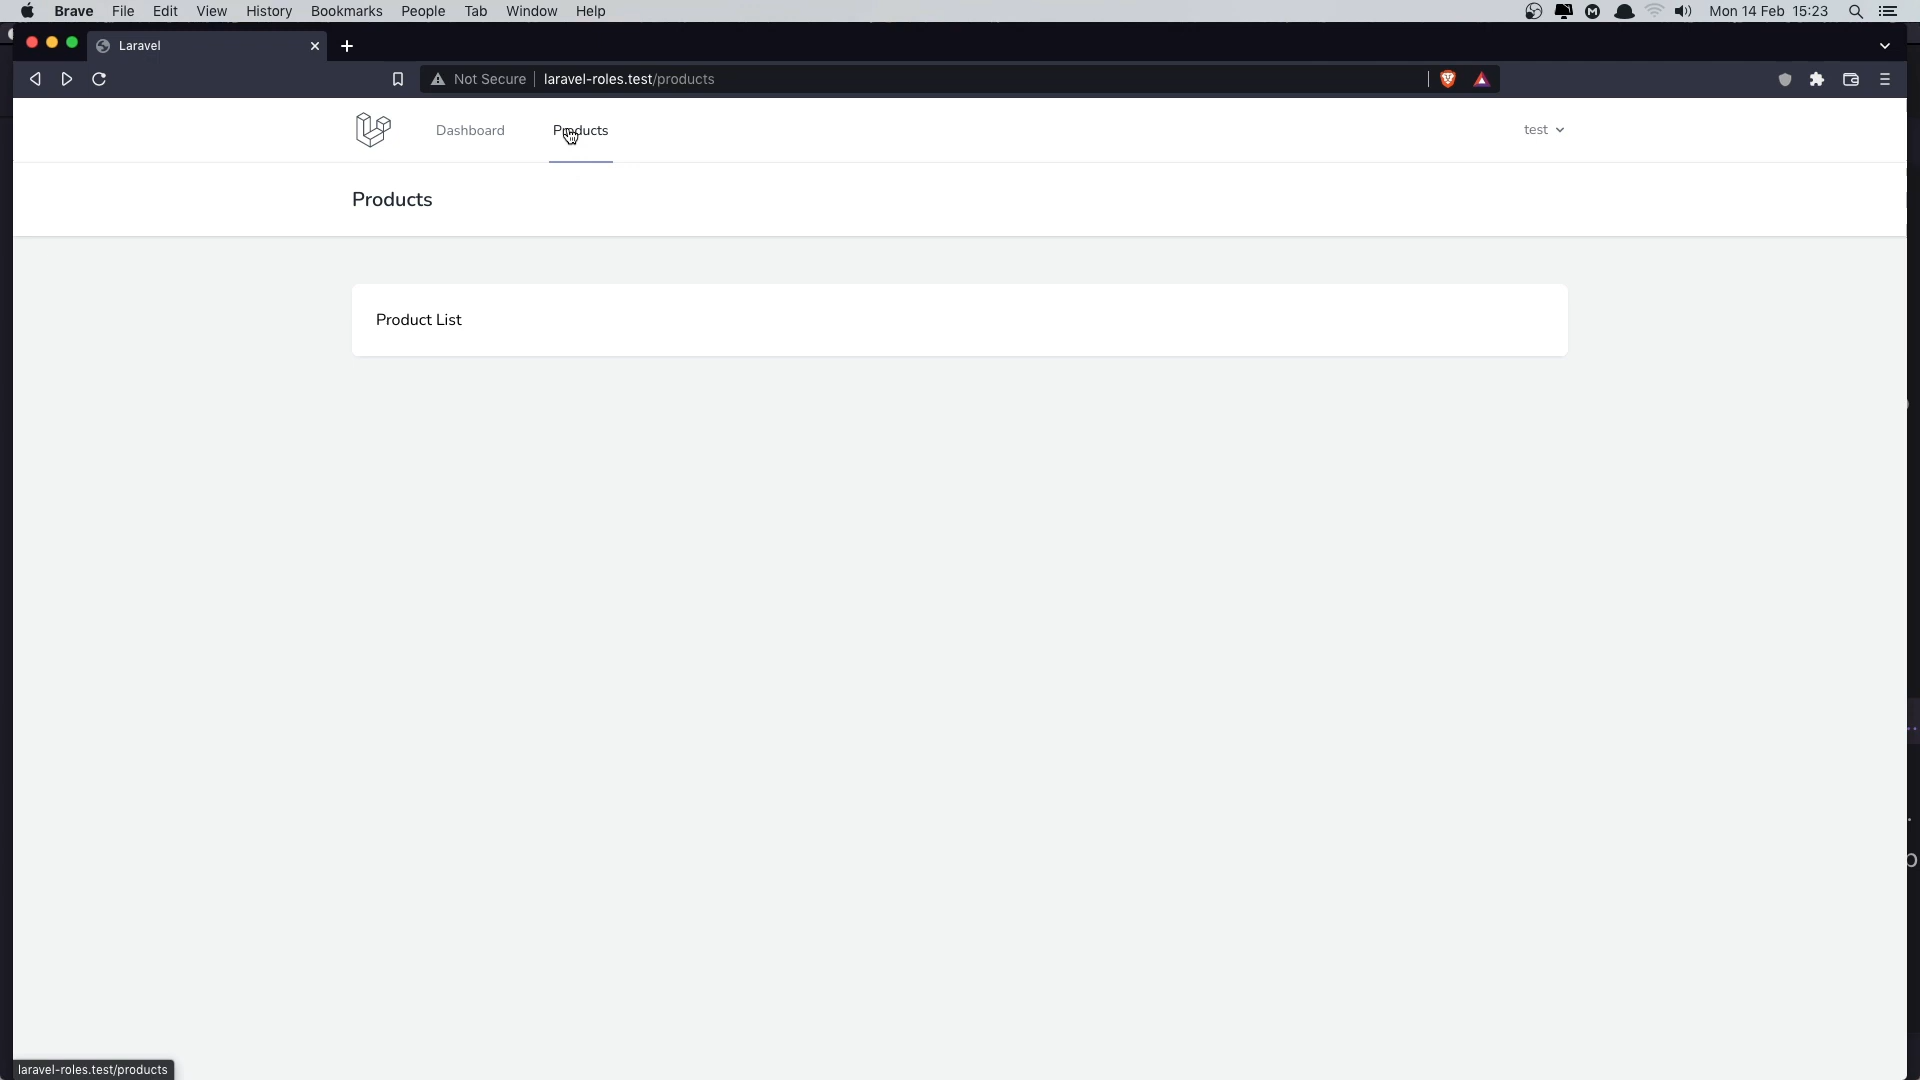 Brave File Edit View History Bookmarks People Tab Window Help Mon 14 Feb 15:23
Laravel
Not Secure laravel-roles.test/products
Dashboard Products test
Products
Product List
laravel-roles.test/products